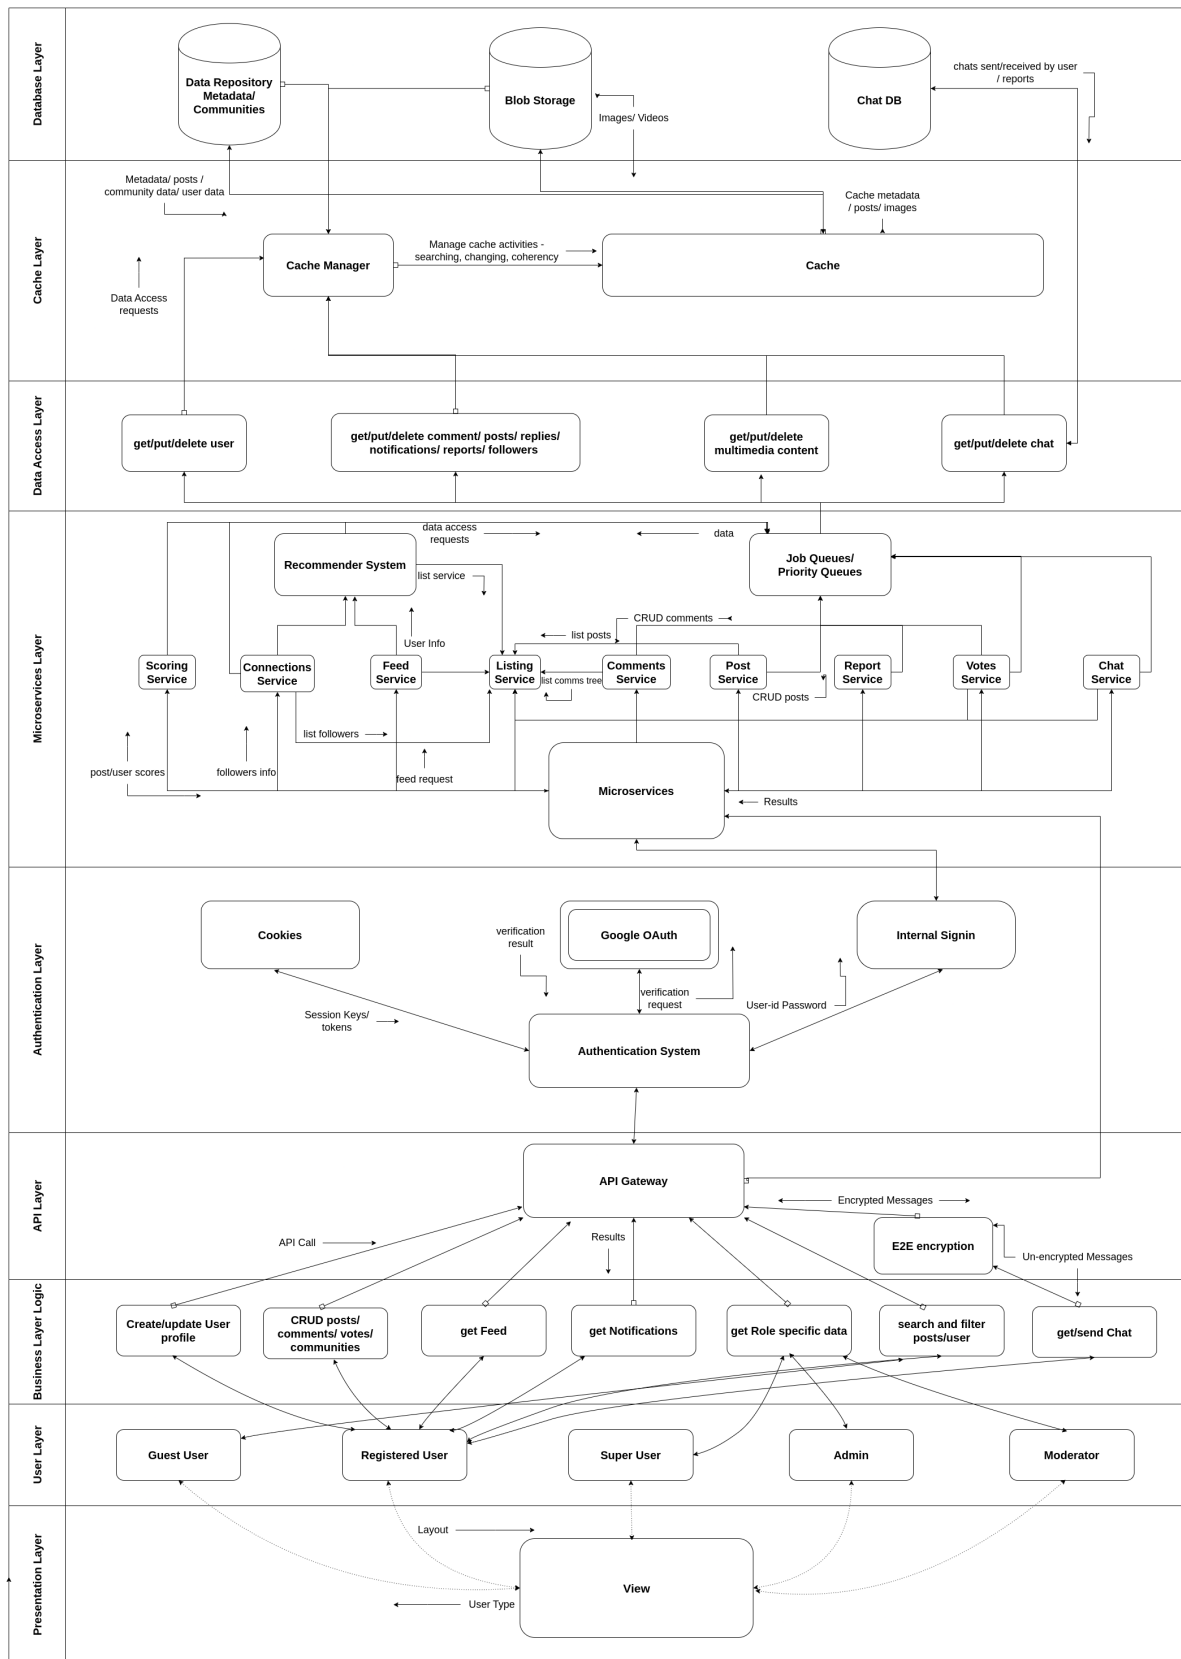 Database Layer
Data Repository
Metadata/
Communities
Blob Storage
Images/ Videos
Chat DB
chats sent/received by user
/ reports
Cache Layer
Metadata/ posts /
community data/ user data
Cache metadata
/ posts/ images
Cache Manager
Manage cache activities -
searching, changing, coherency
Cache
Data Access
requests
Data Access Layer
get/put/delete user
get/put/delete comment/ posts/ replies/
notifications/ reports/ followers
get/put/delete
multimedia content
get/put/delete chat
Microservices Layer
data access
requests
data
Recommender System
Job Queues/
Priority Queues
list service
CRUD comments
list posts
User Info
Scoring
Service
Connections
Service
Feed
Service
Listing
Service
list comms tree
Comments
Service
Post
Service
Report
Service
Votes
Service
Chat
Service
CRUD posts
list followers
post/user scores
followers info
feed request
Microservices
Results
Authentication Layer
Cookies
verification
result
Google OAuth
Internal Signin
verification
request
User-id Password
Session Keys/
tokens
Authentication System
API Layer
API Gateway
Encrypted Messages
API Call
Results
E2E encryption
Un-encrypted Messages
Business Layer Logic
Create/update User
profile
CRUD posts/
comments/ votes/
communities
get Feed
get Notifications
get Role specific data
search and filter
posts/user
get/send Chat
User Layer
Guest User
Registered User
Super User
Admin
Moderator
Presentation Layer
Layout
View
User Type